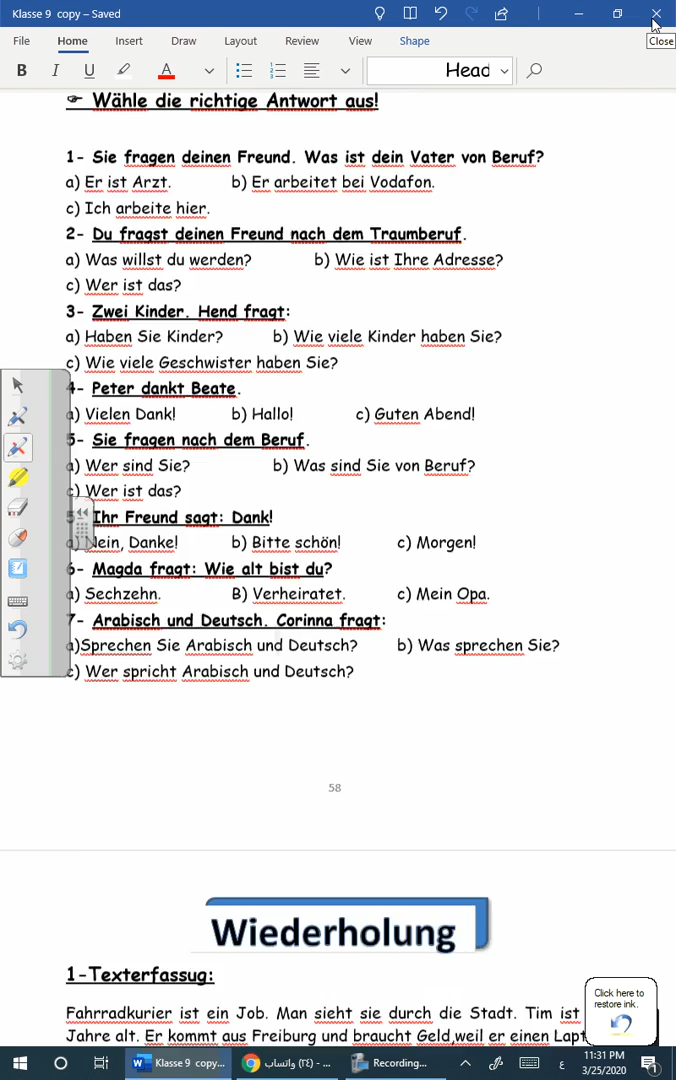 Klasse 9 copy – Saved
Close
File Home Insert Draw Layout Review View Shape
B I U A Head
☞ Wähle die richtige Antwort aus!
1- Sie fragen deinen Freund. Was ist dein Vater von Beruf?
a) Er ist Arzt. b) Er arbeitet bei Vodafon.
c) Ich arbeite hier.
2- Du fragst deinen Freund nach dem Traumberuf.
a) Was willst du werden? b) Wie ist Ihre Adresse?
c) Wer ist das?
3- Zwei Kinder. Hend fragt:
a) Haben Sie Kinder? b) Wie viele Kinder haben Sie?
c) Wie viele Geschwister haben Sie?
4- Peter dankt Beate.
a) Vielen Dank! b) Hallo! c) Guten Abend!
5- Sie fragen nach dem Beruf.
a) Wer sind Sie? b) Was sind Sie von Beruf?
c) Wer ist das?
5- Ihr Freund sagt: Dank!
a) Nein, Danke! b) Bitte schön! c) Morgen!
6- Magda fragt: Wie alt bist du?
a) Sechzehn. B) Verheiratet. c) Mein Opa.
7- Arabisch und Deutsch. Corinna fragt:
a)Sprechen Sie Arabisch und Deutsch? b) Was sprechen Sie?
c) Wer spricht Arabisch und Deutsch?
58
Wiederholung
1-Texterfassug:
Fahrradkurier ist ein Job. Man sieht sie durch die Stadt. Tim ist
Jahre alt. Er kommt aus Freiburg und braucht Geld,weil er einen Lapt
Click here to
restore ink.
Klasse 9 copy... واتساب (٢٤) - ... Recording... ع 11:31 PM
3/25/2020 1